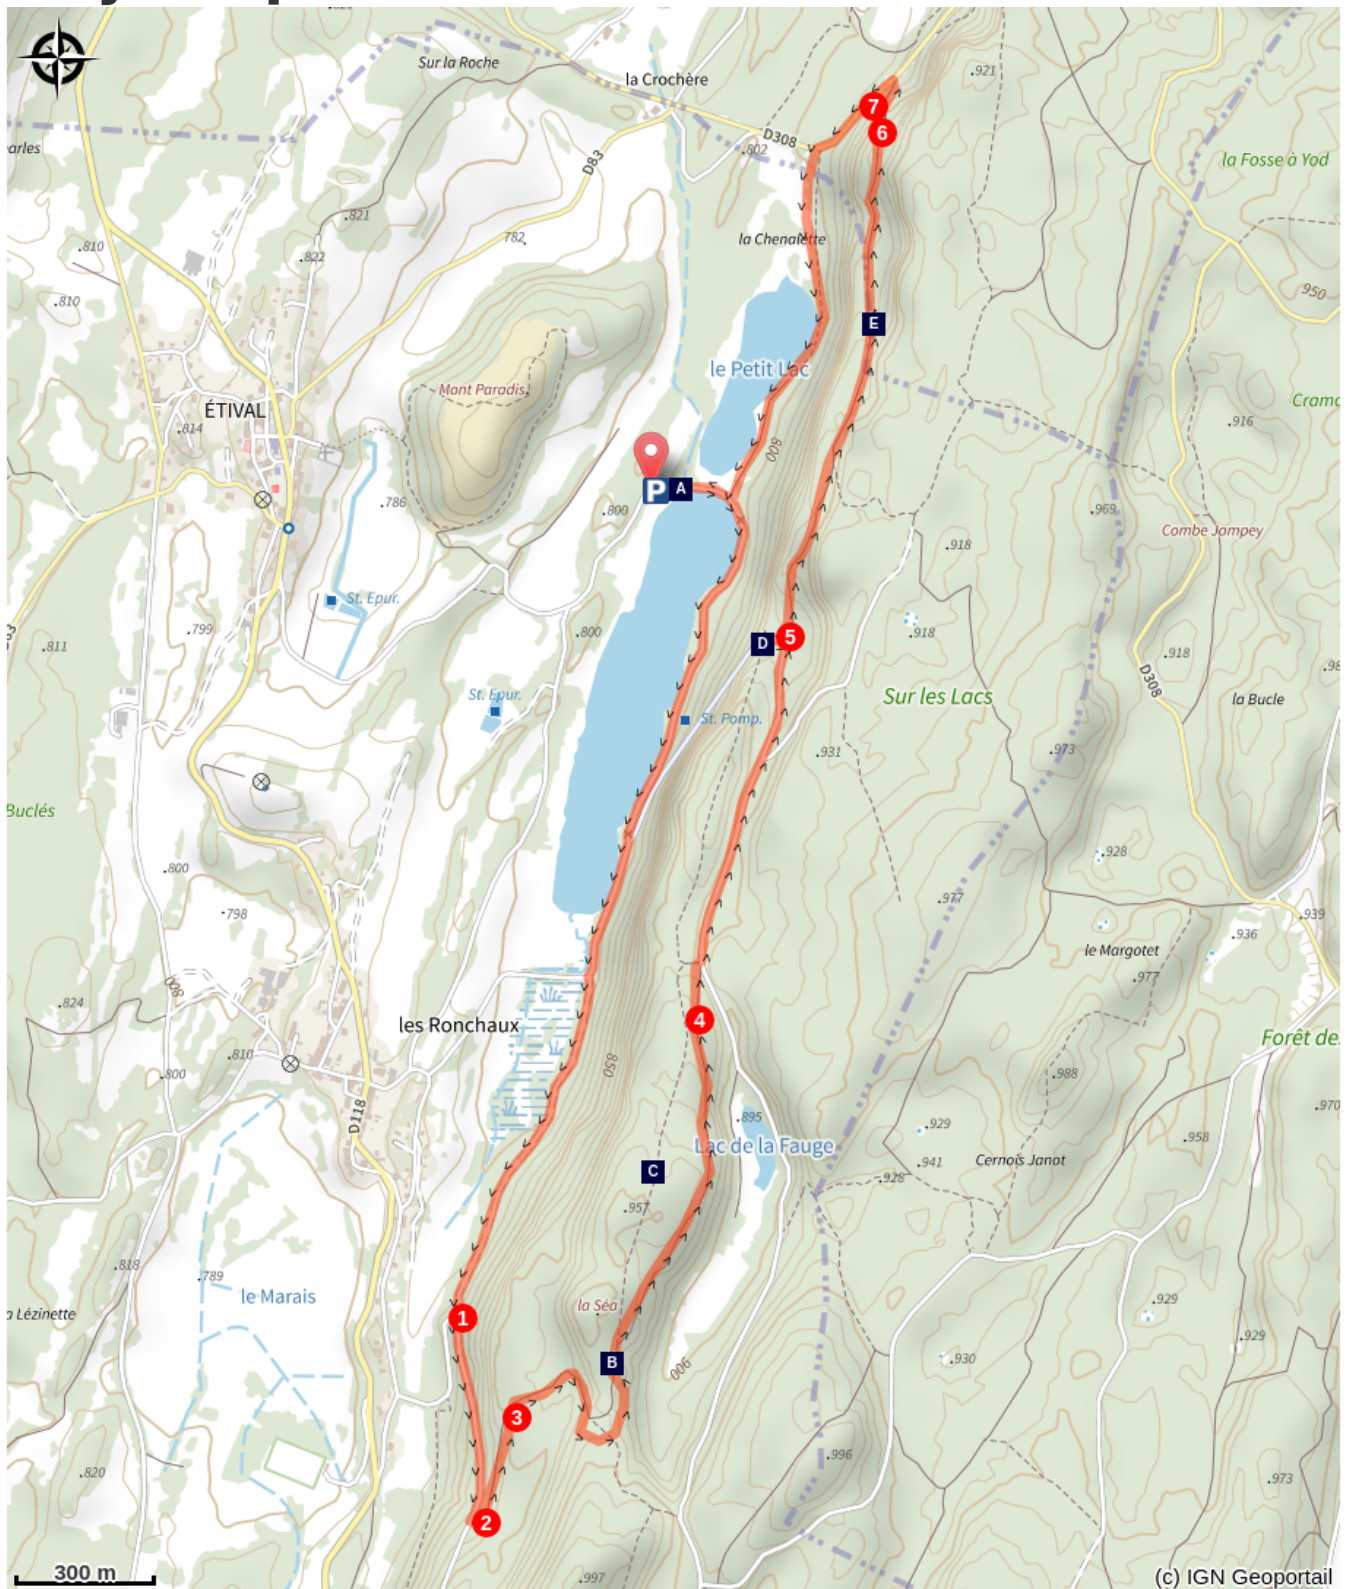 Sur la Roche
la Crochère
.921
D308
.802
D83
arles
la Fosse à Yod
.821
782
.810
.822
la Chenalette
950
.810
E
le Petit Lac
Mont Paradis
Cramo
ÉTIVAL
.814
.916
800
P
A
.786
.800
.969
Combe Jampey
.918
St. Epur.
.799
.800
.918
.811
D
5
.918
D308
St. Epur.
Sur les Lacs
la Bucle
St. Pomp.
.931
.973
Buclés
.928
.800
.977
.798
.939
.936
le Margotet
.977
800
.824
les Ronchaux
4
Forêt de
.810
850
.800
.988
.970
D118
.895
.929
Lac de la Fauge
.958
.941
Cernois Janot
C
.928
.957
.818
.789
le Marais
la Séa
.929
a Lézinette
1
.929
B
.930
900
3
.996
.820
.973
2
300 m
.997
(c) IGN Geoportail
7
6